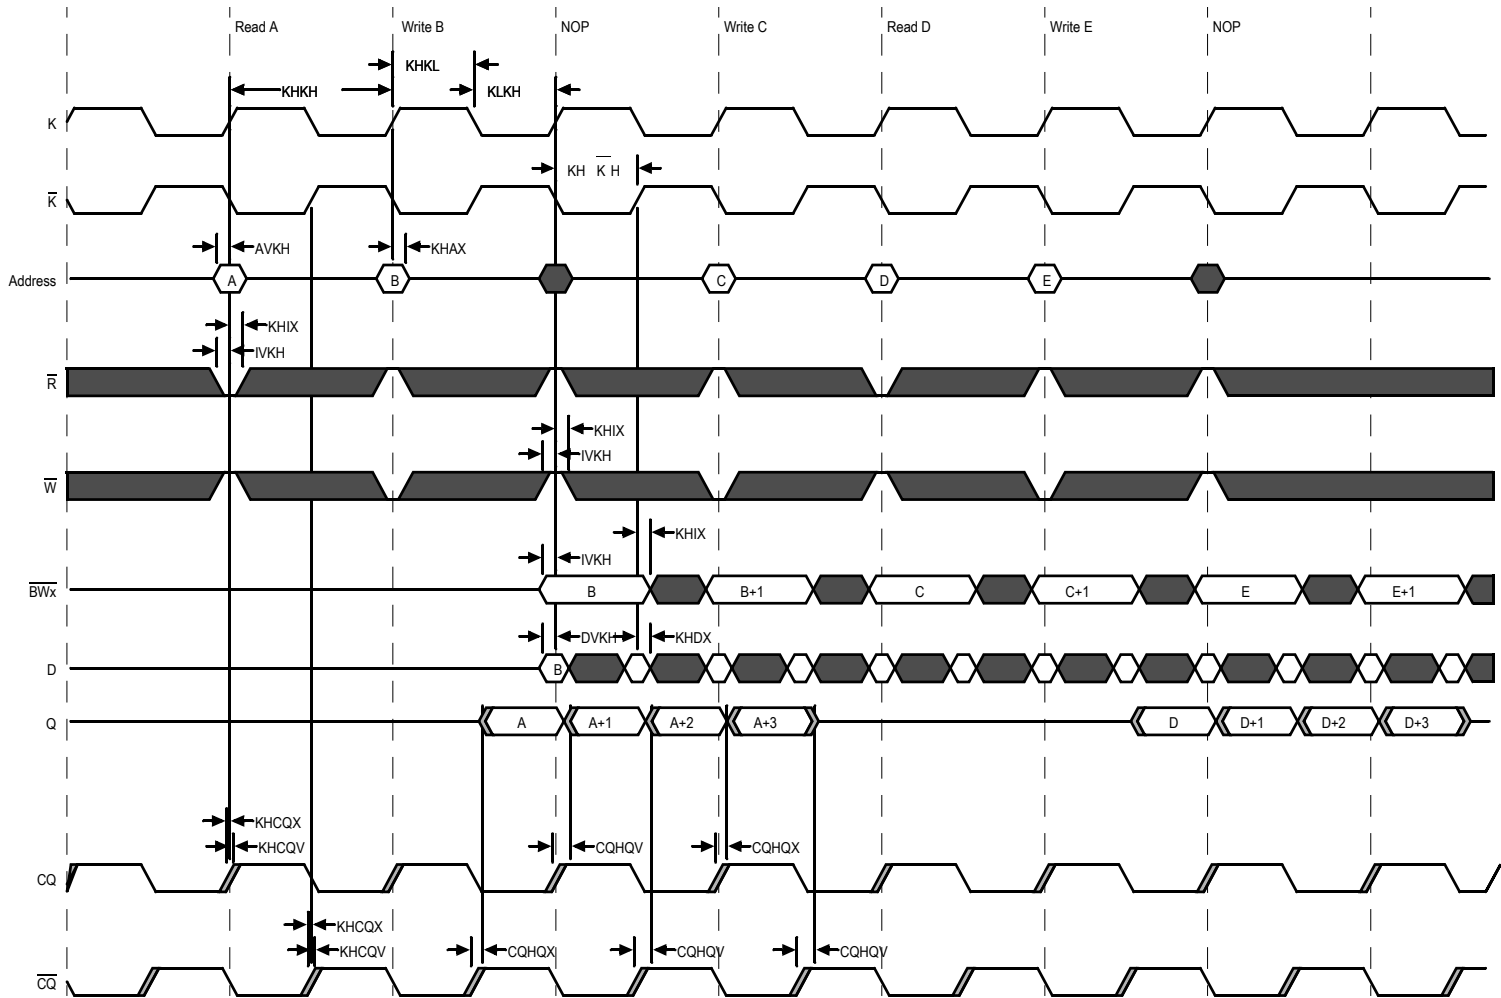 Read A Write B NOP Write C Read D Write E NOP
KHKL
KHKH KLKH
K
KH K̅ H
K̅
AVKH KHAX
Address A B C D E
KHIX
IVKH
R̅
KHIX
IVKH
W̅
KHIX
IVKH
B̅W̅x̅ B B+1 C C+1 E E+1
DVKH KHDX
D B
Q A A+1 A+2 A+3 D D+1 D+2 D+3
KHCQX
KHCQV CQHQV CQHQX
CQ
KHCQX
KHCQV CQHQX CQHQV CQHQV
C̅Q̅